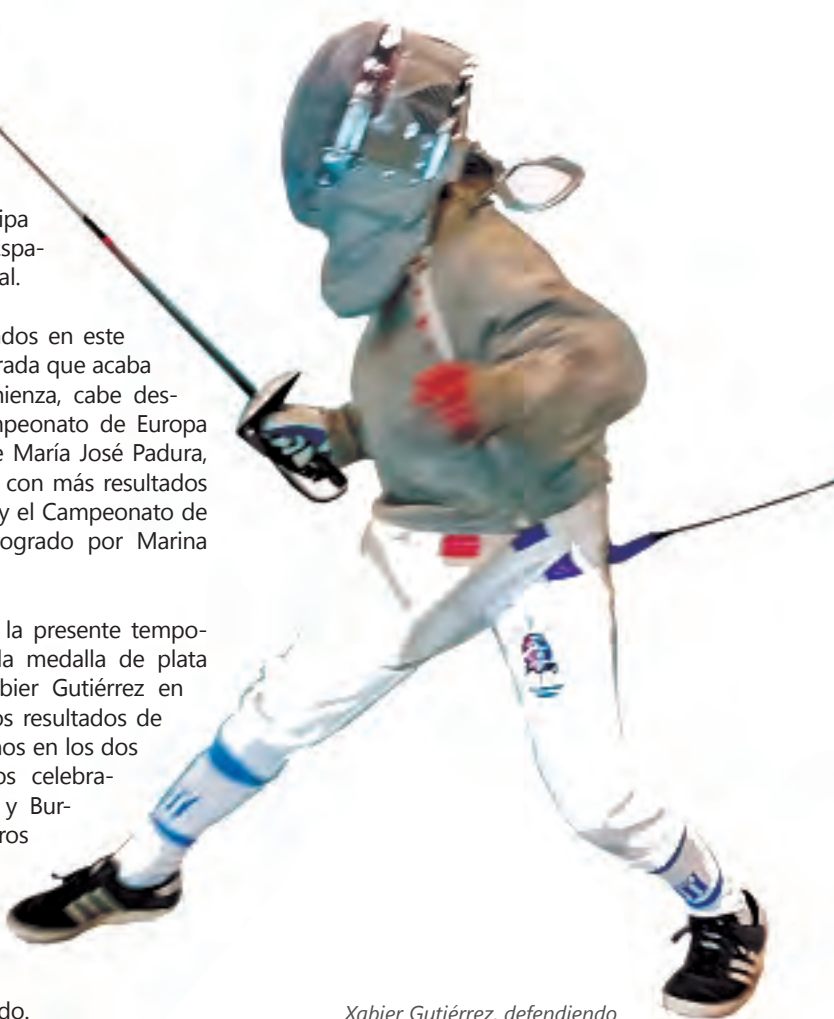 ipa
spa-
al.
ados en este
rada que acaba
mienza, cabe des-
mpeonato de Europa
e María José Padura,
con más resultados
y el Campeonato de
ogrado por Marina
la presente tempo-
la medalla de plata
bier Gutiérrez en
os resultados de
nos en los dos
os celebra-
y Bur-
ros
do.
Xabier Gutiérrez, defendiendo